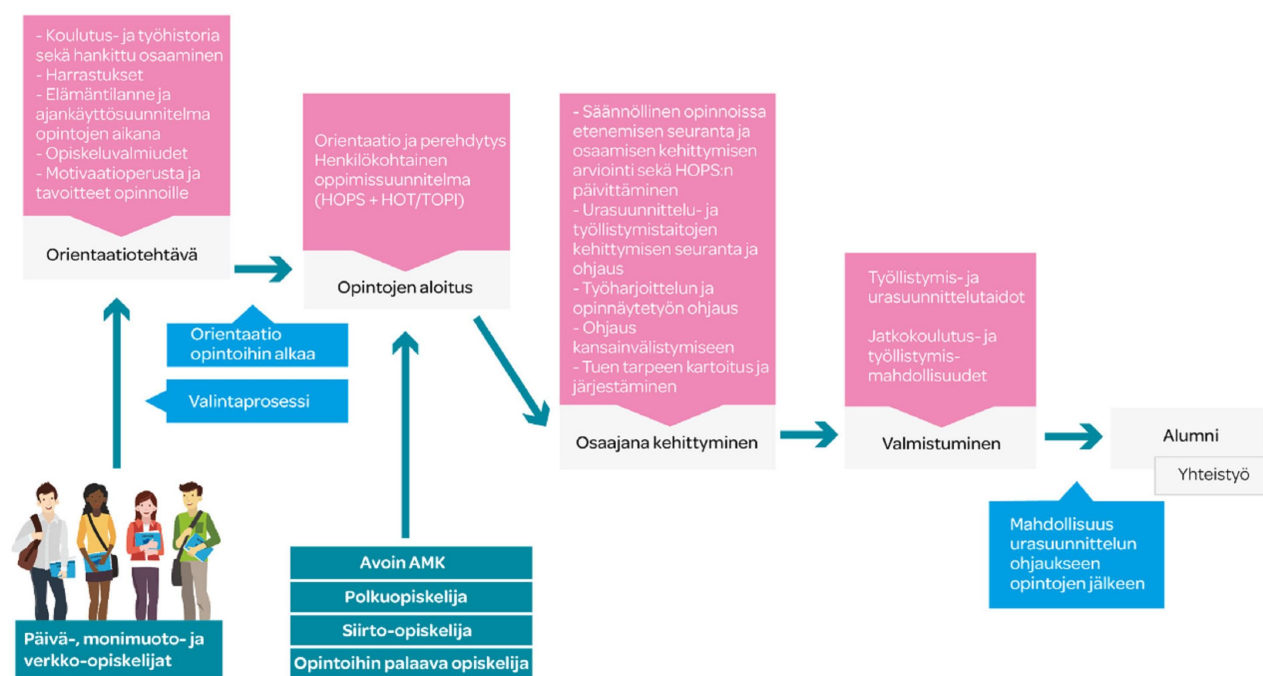 - Koulutus- ja työhistoria
sekä hankittu osaaminen
- Harrastukset
- Elämäntilanne ja
ajankäyttösuunnitelma
opintojen aikana
- Opiskeluvalmiudet
- Motivaatioperusta ja
tavoitteet opinnoille
Orientaatiotehtävä
Orientaatio
opintoihin alkaa
Valintaprosessi
Päivä-, monimuoto- ja
verkko-opiskelijat
Orientaatio ja perehdytys
Henkilökohtainen
oppimissuunnitelma
(HOPS + HOT/TOPI)
Opintojen aloitus
Avoin AMK
Polkuopiskelija
Siirto-opiskelija
Opintoihin palaava opiskelija
- Säännöllinen opinnoissa
etenemisen seuranta ja
osaamisen kehittymisen
arviointi sekä HOPS:n
päivittäminen
- Urasuunnittelu- ja
työllistymistaitojen
kehittymisen seuranta ja
ohjaus
- Työharjoittelun ja
opinnäytetyön ohjaus
- Ohjaus
kansainvälistymiseen
- Tuen tarpeen kartoitus ja
järjestäminen
Osaajana kehittyminen
Työllistymis- ja
urasuunnittelutaidot
Jatkokoulutus- ja
työllistymis-
mahdollisuudet
Valmistuminen
Alumni
Yhteistyö
Mahdollisuus
urasuunnittelun
ohjaukseen
opintojen jälkeen